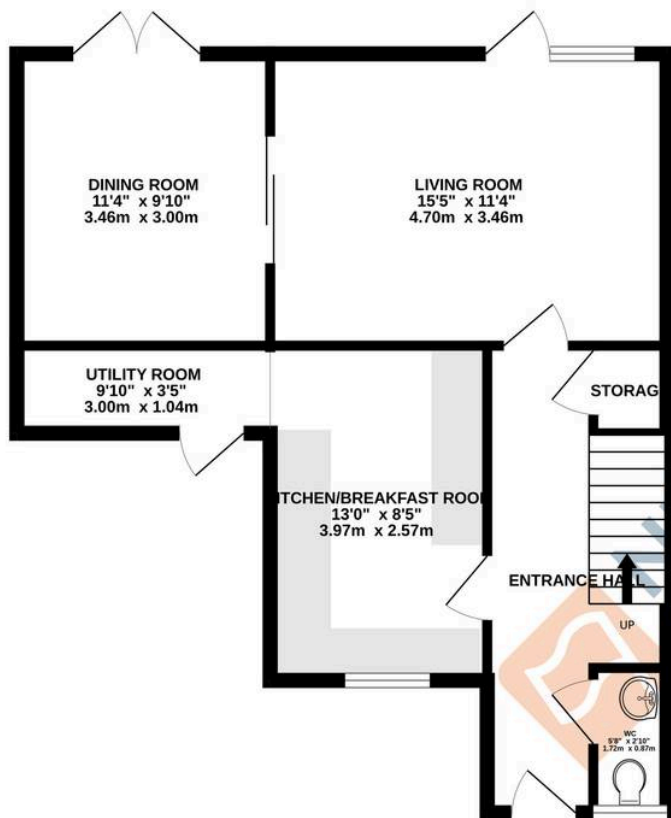 DINING ROOM
11'4" x 9'10"
3.46m x 3.00m
LIVING ROOM
15'5" x 11'4"
4.70m x 3.46m
UTILITY ROOM
9'10" x 3'5"
3.00m x 1.04m
STORAG
ITCHEN/BREAKFAST ROO
13'0" x 8'5"
3.97m x 2.57m
ENTRANCE HALL
UP
WC
5'8" x 2'10"
1.72m x 0.87m